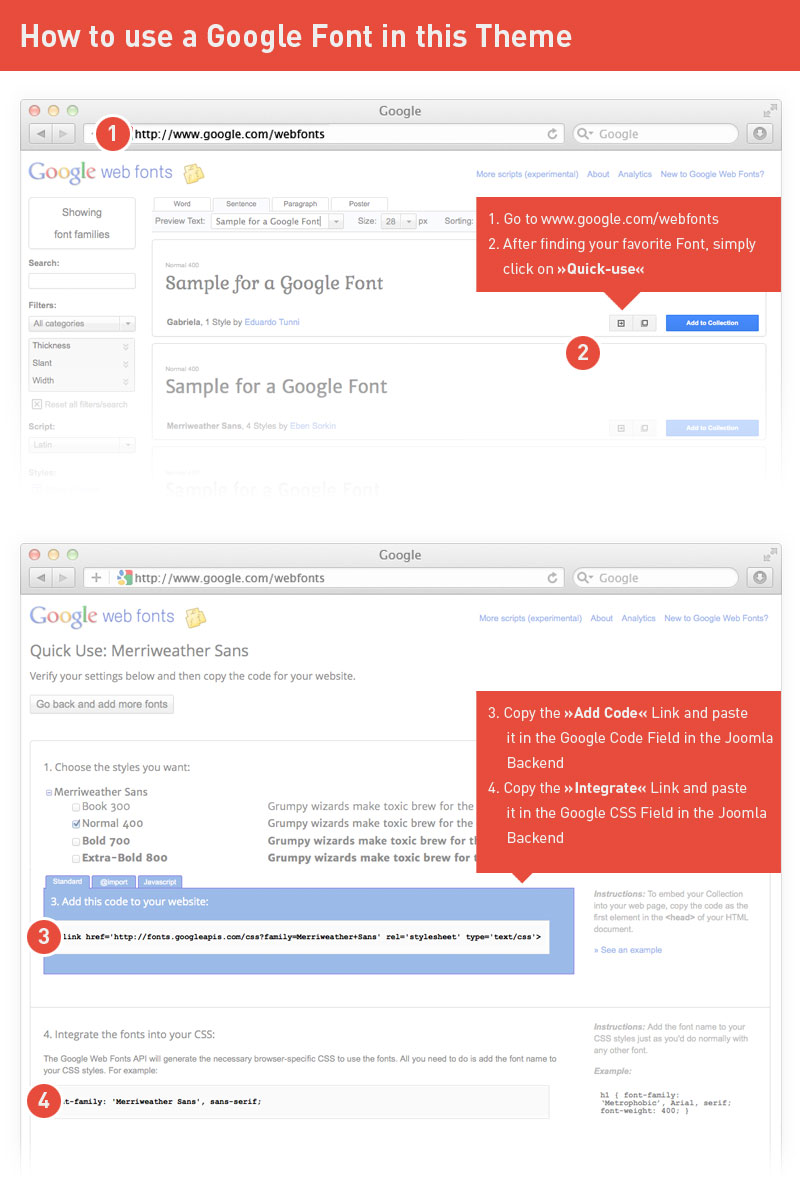 How to use a Google Font in this Theme
Google
1
http://www.google.com/webfonts
Google
Google web fonts
More scripts (experimental) About Analytics New to Google Web Fonts?
Showing
font families
Word Sentence Paragraph Poster
Preview Text: Sample for a Google Font Size: 28 px Sorting:
1. Go to www.google.com/webfonts
2. After finding your favorite Font, simply
click on »Quick-use«
Search:
Normal 400
Sample for a Google Font
Filters:
All categories
Gabriela, 1 Style by Eduardo Tunni
Add to Collection
Thickness
Slant
Width
2
Normal 400
Sample for a Google Font
Reset all filters/search
Script:
Latin
Merriweather Sans, 4 Styles by Eben Sorkin
Add to Collection
Styles:
Sample for a Google Font
Google
http://www.google.com/webfonts
Google
Google web fonts
More scripts (experimental) About Analytics New to Google Web Fonts?
Quick Use: Merriweather Sans
Verify your settings below and then copy the code for your website.
Go back and add more fonts
3. Copy the »Add Code« Link and paste
it in the Google Code Field in the Joomla
Backend
4. Copy the »Integrate« Link and paste
it in the Google CSS Field in the Joomla
Backend
1. Choose the styles you want:
Merriweather Sans
Book 300 Grumpy wizards make toxic brew for the
Normal 400 Grumpy wizards make toxic brew for the
Bold 700 Grumpy wizards make toxic brew for the
Extra-Bold 800 Grumpy wizards make toxic brew for
Standard @import Javascript
3. Add this code to your website:
3
link href='http://fonts.googleapis.com/css?family=Merriweather+Sans' rel='stylesheet' type='text/css'>
Instructions: To embed your Collection
into your web page, copy the code as the
first element in the <head> of your HTML
document.
» See an example
4. Integrate the fonts into your CSS:
The Google Web Fonts API will generate the necessary browser-specific CSS to use the fonts. All you need to do is add the font name to
your CSS styles. For example:
4
t-family: 'Merriweather Sans', sans-serif;
Instructions: Add the font name to your
CSS styles just as you'd do normally with
any other font.
Example:
h1 { font-family:
'Metrophobic', Arial, serif;
font-weight: 400; }